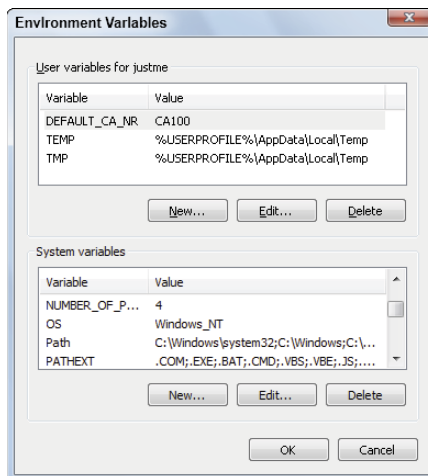 Environment Variables
User variables for justme
Variable Value
DEFAULT_CA_NR CA100
TEMP %USERPROFILE%\AppData\Local\Temp
TMP %USERPROFILE%\AppData\Local\Temp
New... Edit... Delete
System variables
Variable Value
NUMBER_OF_P... 4
OS Windows_NT
Path C:\Windows\system32;C:\Windows;C:\...
PATHEXT .COM;.EXE;.BAT;.CMD;.VBS;.VBE;.JS;....
New... Edit... Delete
OK Cancel